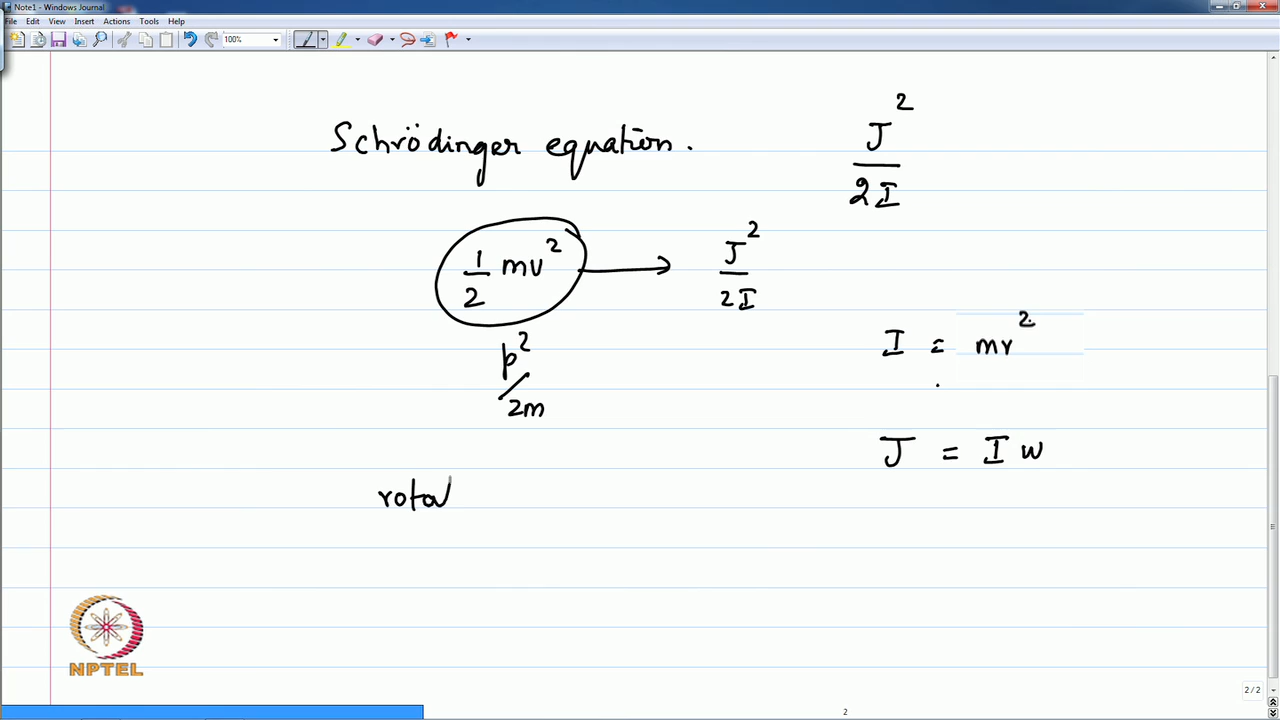 Note1 - Windows Journal
File Edit View Insert Actions Tools Help
100%
Schrödinger equation.
J²/2I
½ mv² → J²/2I
p²/2m
I = mr²
J = I ω
rota
NPTEL
2/2
2